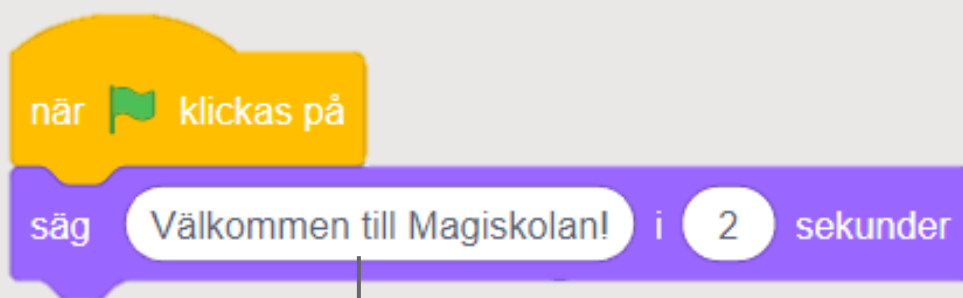 när klickas på
säg Välkommen till Magiskolan! i 2 sekunder